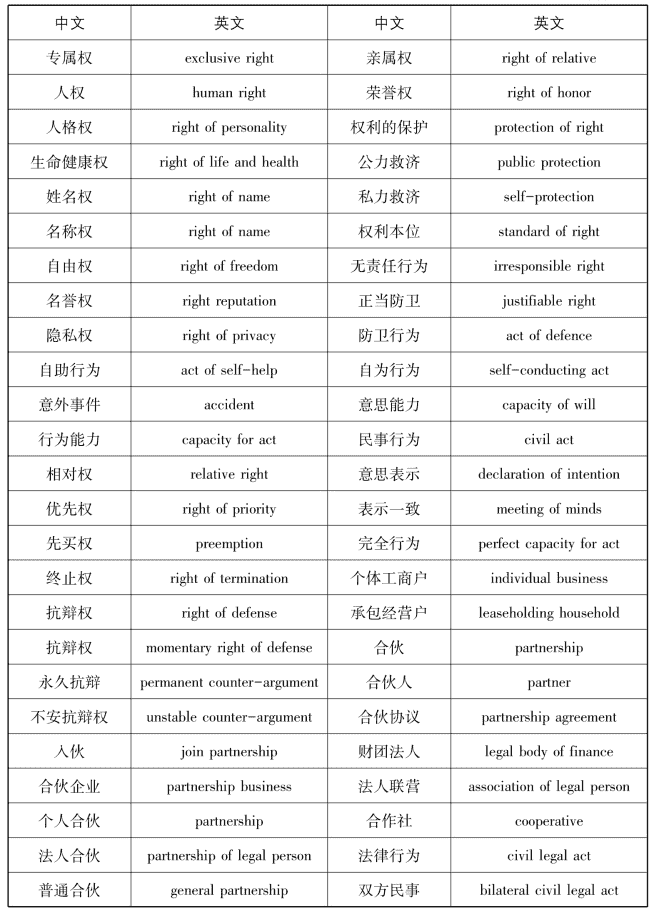 中文 英文 中文 英文
专属权 exclusive right 亲属权 right of relative
人权 human right 荣誉权 right of honor
人格权 right of personality 权利的保护 protection of right
生命健康权 right of life and health 公力救济 public protection
姓名权 right of name 私力救济 self-protection
名称权 right of name 权利本位 standard of right
自由权 right of freedom 无责任行为 irresponsible right
名誉权 right reputation 正当防卫 justifiable right
隐私权 right of privacy 防卫行为 act of defence
自助行为 act of self-help 自为行为 self-conducting act
意外事件 accident 意思能力 capacity of will
行为能力 capacity for act 民事行为 civil act
相对权 relative right 意思表示 declaration of intention
优先权 right of priority 表示一致 meeting of minds
先买权 preemption 完全行为 perfect capacity for act
终止权 right of termination 个体工商户 individual business
抗辩权 right of defense 承包经营户 leaseholding household
抗辩权 momentary right of defense 合伙 partnership
永久抗辩 permanent counter-argument 合伙人 partner
不安抗辩权 unstable counter-argument 合伙协议 partnership agreement
入伙 join partnership 财团法人 legal body of finance
合伙企业 partnership business 法人联营 association of legal person
个人合伙 partnership 合作社 cooperative
法人合伙 partnership of legal person 法律行为 civil legal act
普通合伙 general partnership 双方民事 bilateral civil legal act